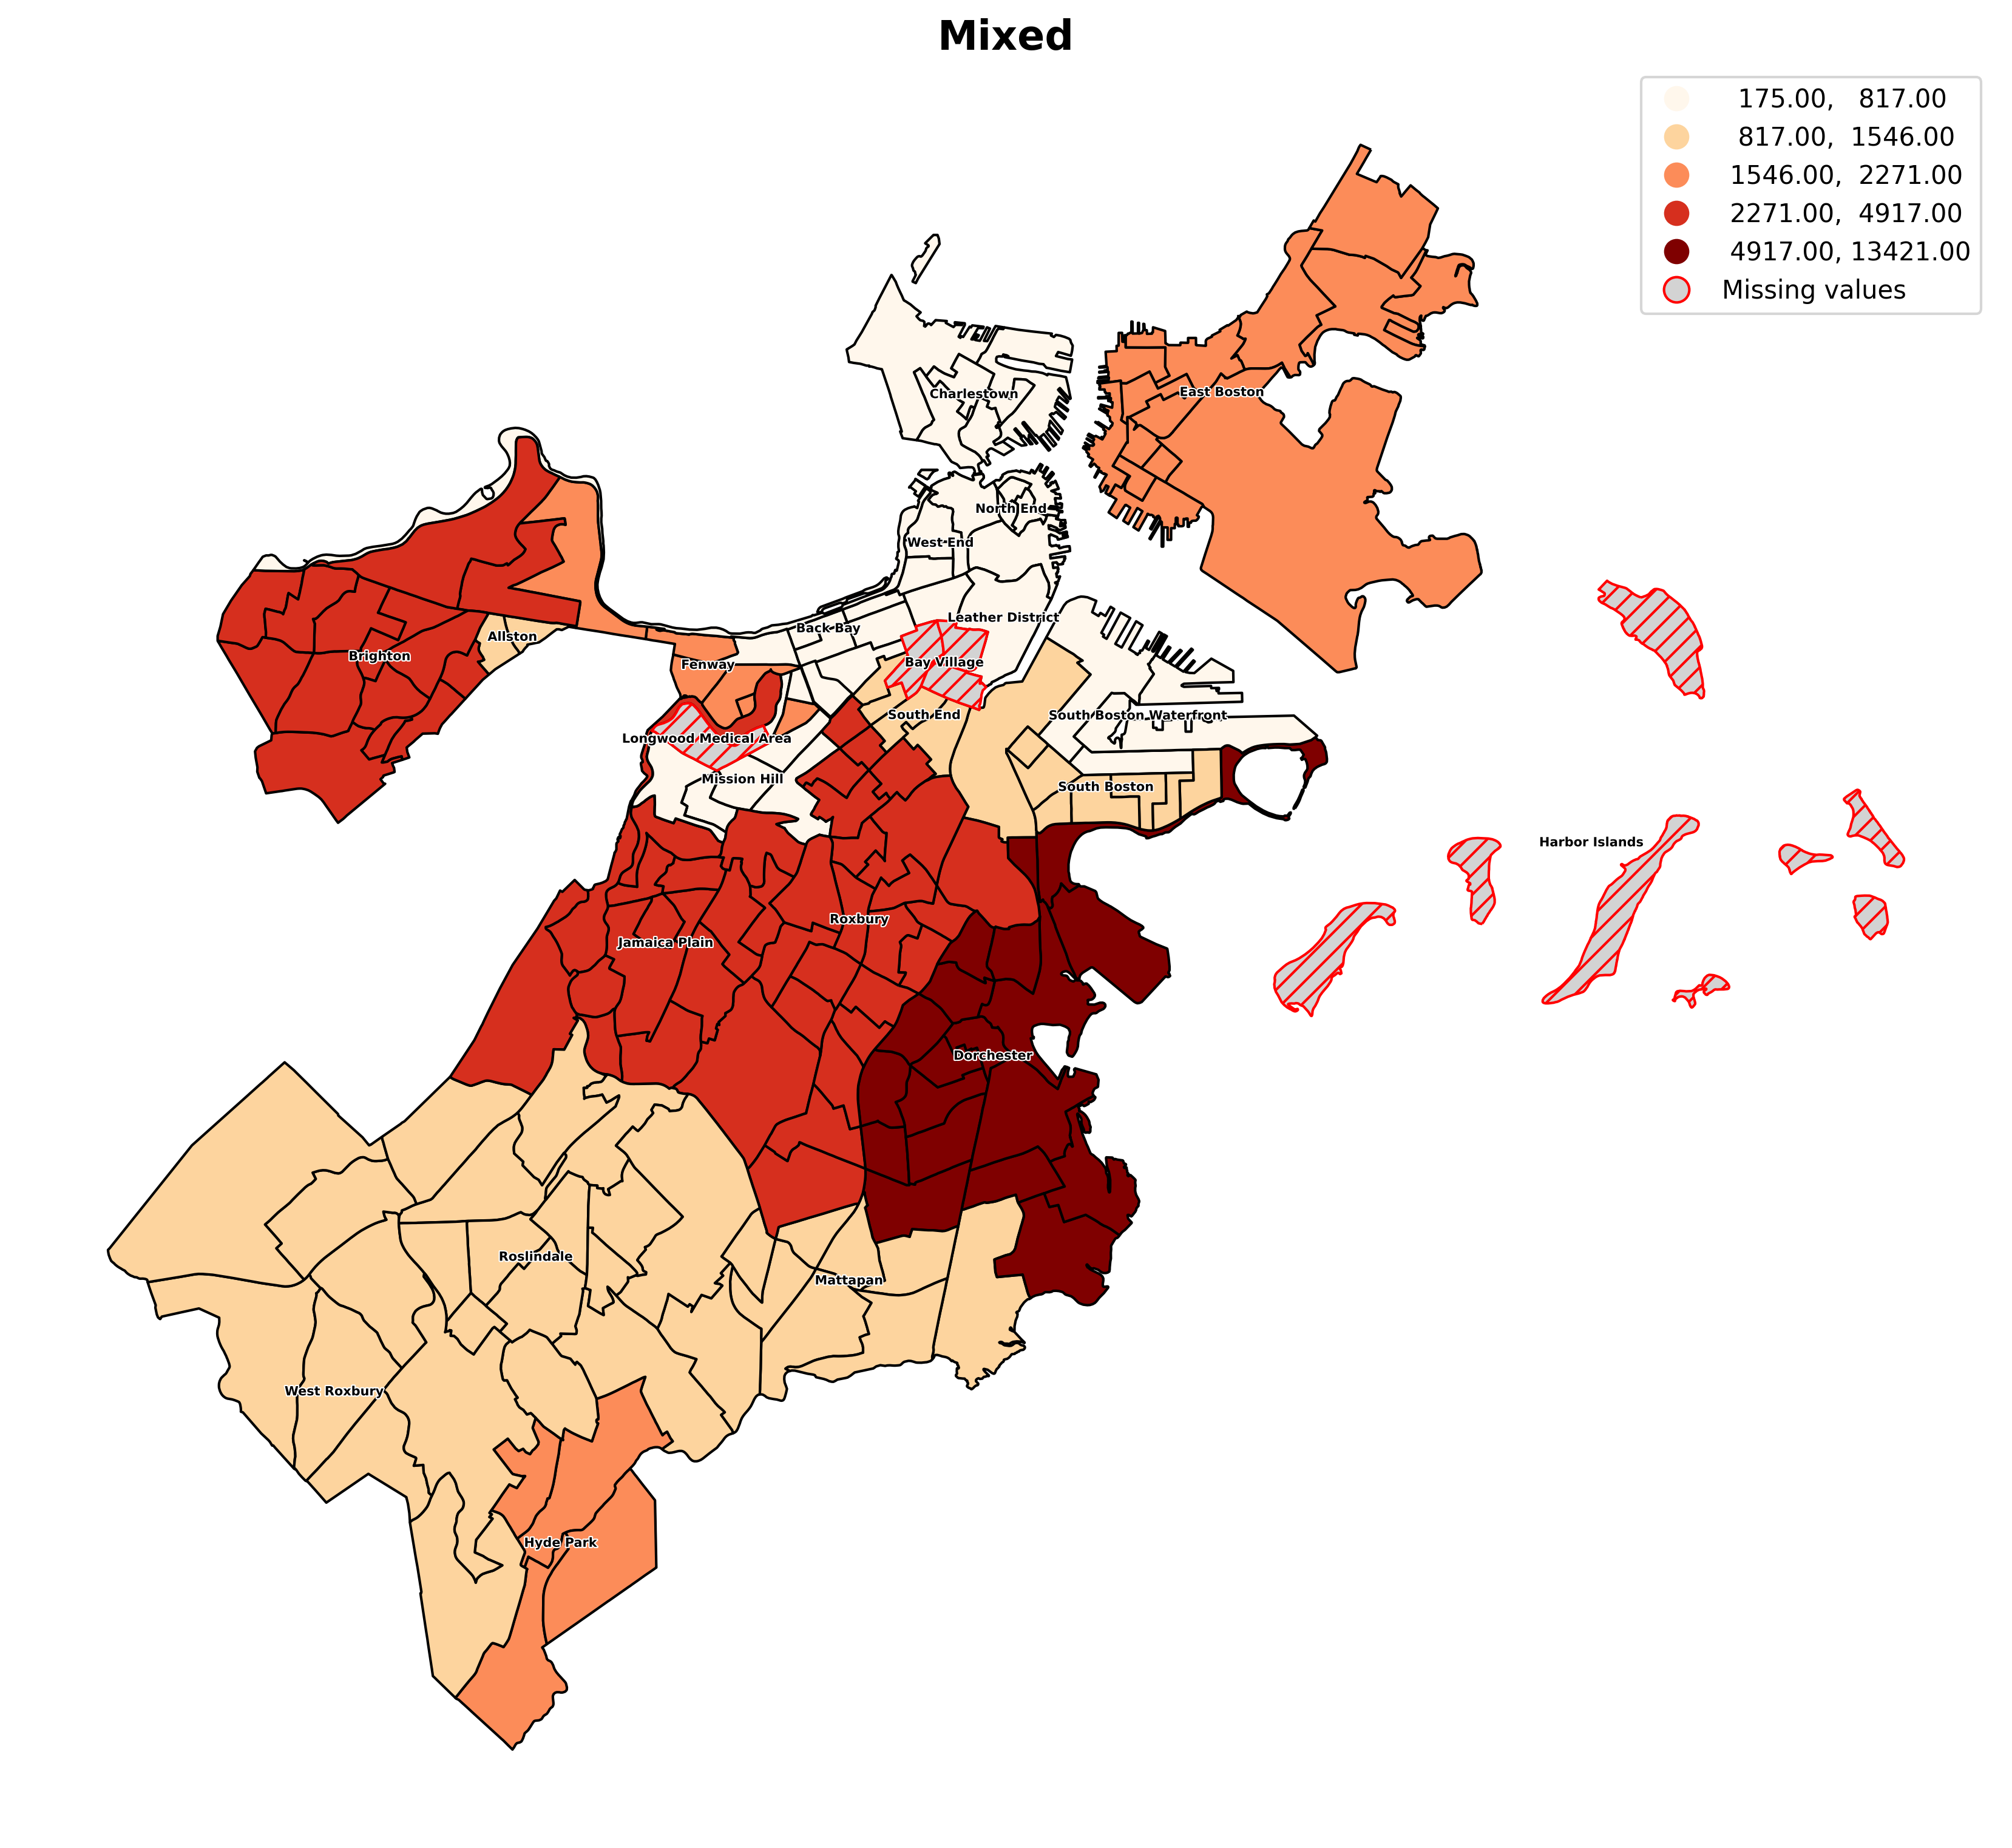 Mixed
175.00, 817.00
817.00, 1546.00
1546.00, 2271.00
2271.00, 4917.00
4917.00, 13421.00
Missing values
Charlestown
East Boston
North End
West End
Leather District
Back Bay
Allston
Brighton
Fenway
Bay Village
South End
South Boston Waterfront
Longwood Medical Area
Mission Hill
South Boston
Harbor Islands
Roxbury
Jamaica Plain
Dorchester
Roslindale
Mattapan
West Roxbury
Hyde Park